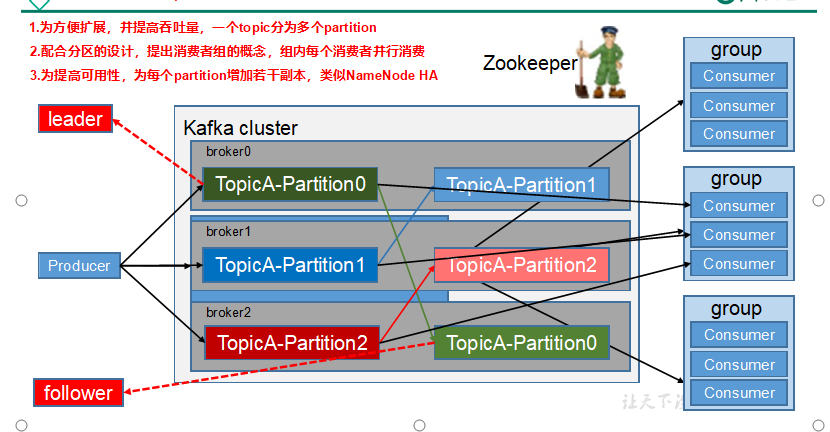 1.为方便扩展，并提高吞吐量，一个topic分为多个partition
2.配合分区的设计，提出消费者组的概念，组内每个消费者并行消费
3.为提高可用性，为每个partition增加若干副本，类似NameNode HA
Zookeeper
group
Consumer
Consumer
Consumer
leader
Kafka cluster
broker0
TopicA-Partition0
TopicA-Partition1
group
Consumer
Consumer
Consumer
Producer
broker1
TopicA-Partition1
TopicA-Partition2
broker2
TopicA-Partition2
TopicA-Partition0
group
Consumer
Consumer
Consumer
follower
让天下